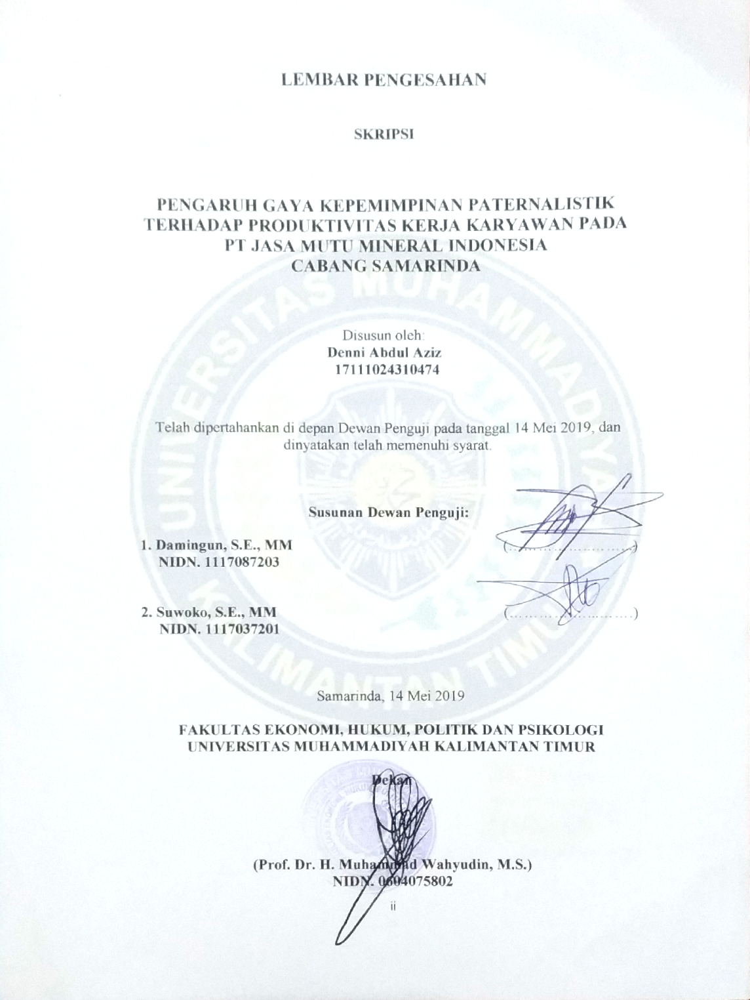 LEMBAR PENGESAHAN
SKRIPSI
PENGARUH GAYA KEPEMIMPINAN PATERNALISTIK
TERHADAP PRODUKTIVITAS KERJA KARYAWAN PADA
PT JASA MUTU MINERAL INDONESIA
CABANG SAMARINDA
UNIVERSITAS MUHAMMADIYAH
KALIMANTAN TIMUR
Disusun oleh:
Denni Abdul Aziz
17111024310474
Telah dipertahankan di depan Dewan Penguji pada tanggal 14 Mei 2019, dan
dinyatakan telah memenuhi syarat.
Susunan Dewan Penguji:
1. Damingun, S.E., MM (..............................)
NIDN. 1117087203
2. Suwoko, S.E., MM (..............................)
NIDN. 1117037201
Samarinda, 14 Mei 2019
FAKULTAS EKONOMI, HUKUM, POLITIK DAN PSIKOLOGI
UNIVERSITAS MUHAMMADIYAH KALIMANTAN TIMUR
Dekan
(Prof. Dr. H. Muhammad Wahyudin, M.S.)
NIDN. 0604075802
ii